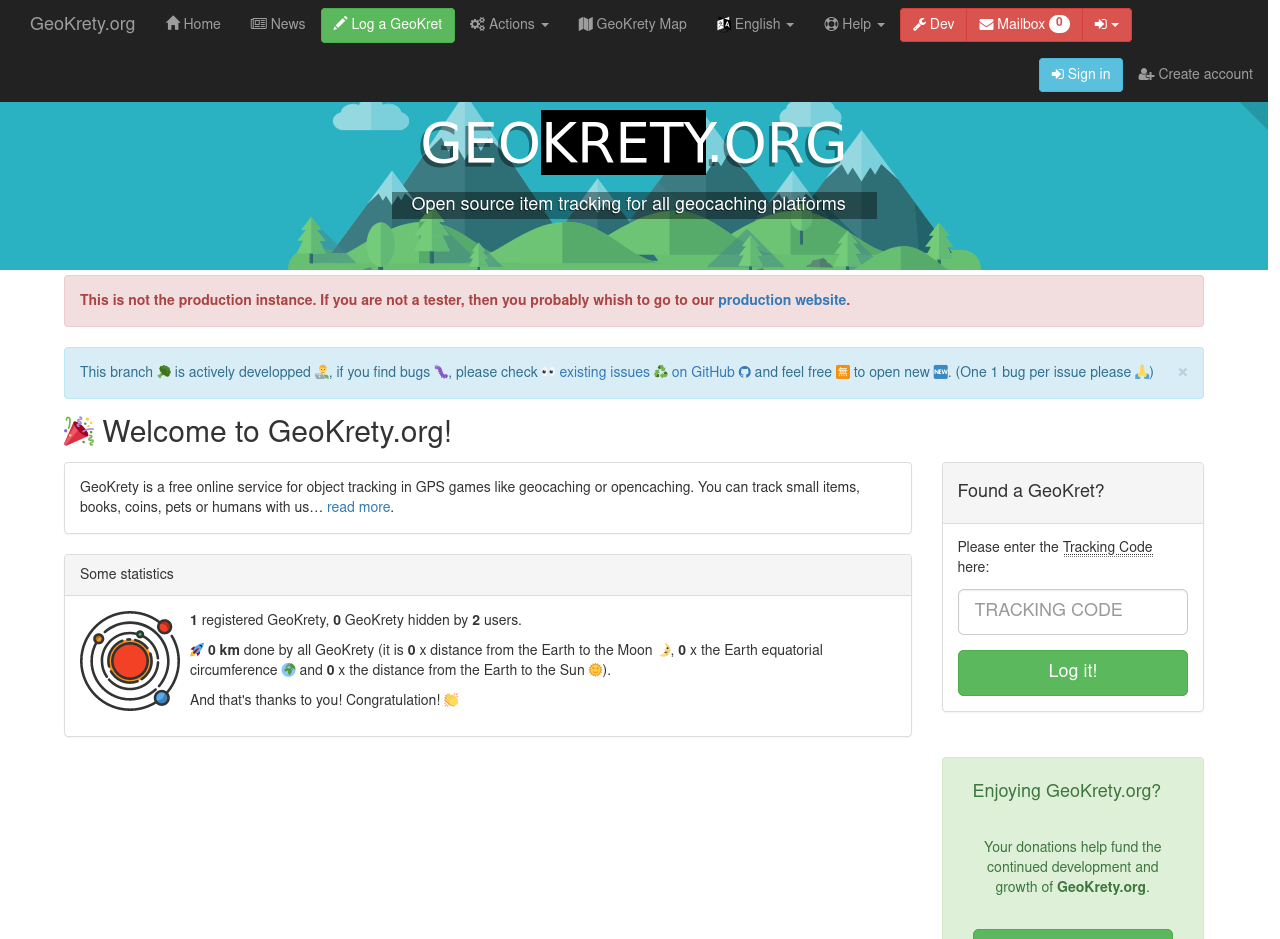 GeoKrety.org Home News Log a GeoKret Actions GeoKrety Map English Help Dev Mailbox 0
Sign in Create account
GEOKRETY.ORG
Open source item tracking for all geocaching platforms
This is not the production instance. If you are not a tester, then you probably whish to go to our production website.
This branch 🥦 is actively developped 👨‍💻, if you find bugs 🐛, please check 👀 existing issues ♻️ on GitHub and feel free 🈚 to open new 🆕. (One 1 bug per issue please 🙏) ×
🎉 Welcome to GeoKrety.org!
GeoKrety is a free online service for object tracking in GPS games like geocaching or opencaching. You can track small items,
books, coins, pets or humans with us… read more.
Some statistics
1 registered GeoKrety, 0 GeoKrety hidden by 2 users.
🚀 0 km done by all GeoKrety (it is 0 x distance from the Earth to the Moon 🌛, 0 x the Earth equatorial
circumference 🌍 and 0 x the distance from the Earth to the Sun 🌞).
And that's thanks to you! Congratulation! 👏
Found a GeoKret?
Please enter the Tracking Code
here:
TRACKING CODE
Log it!
Enjoying GeoKrety.org?
Your donations help fund the
continued development and
growth of GeoKrety.org.